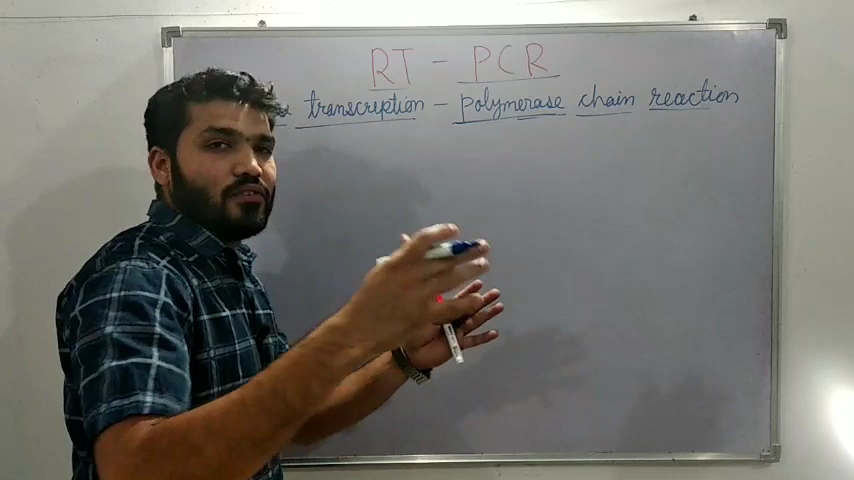 RT - PCR
transcription - polymerase chain reaction